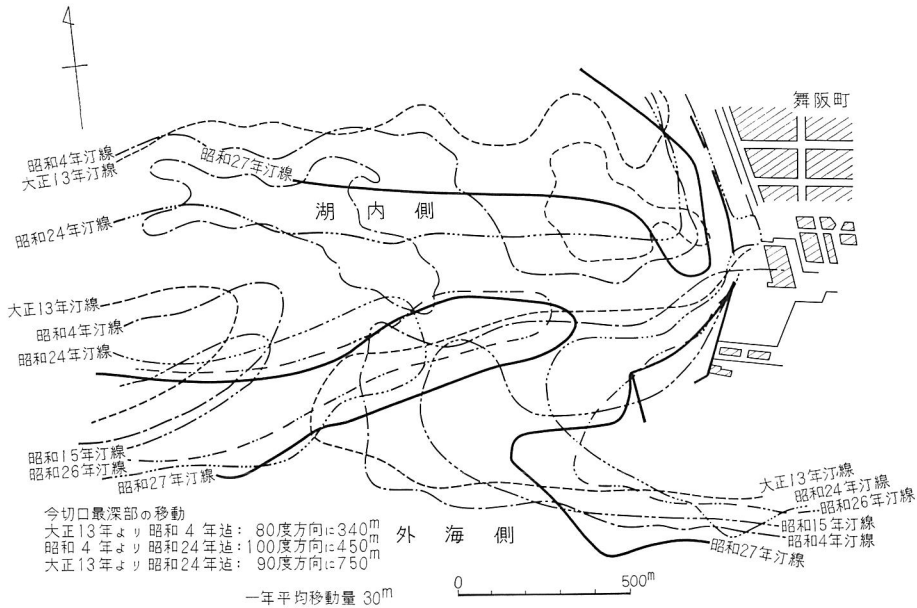 舞阪町
昭和4年汀線
大正13年汀線
昭和27年汀線
湖内側
昭和24年汀線
大正13年汀線
昭和4年汀線
昭和24年汀線
昭和15年汀線
昭和26年汀線
昭和27年汀線
大正13年汀線
昭和24年汀線
昭和26年汀線
昭和15年汀線
昭和4年汀線
昭和27年汀線
外海側
今切口最深部の移動
大正13年より昭和 4 年迠: 80度方向に340m
昭和 4 年より昭和24年迠:100度方向に450m
大正13年より昭和24年迠: 90度方向に750m
一年平均移動量 30m
0 500m